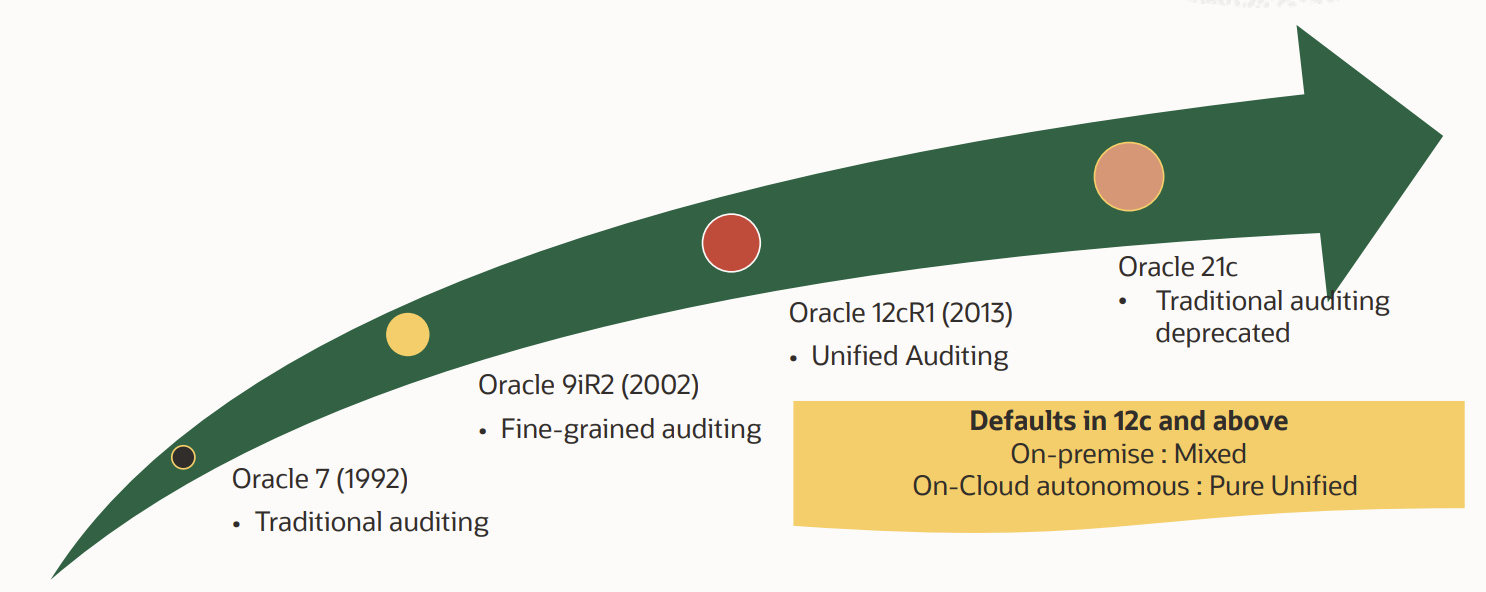 Oracle 7 (1992)
• Traditional auditing
Oracle 9iR2 (2002)
• Fine-grained auditing
Oracle 12cR1 (2013)
• Unified Auditing
Oracle 21c
• Traditional auditing
deprecated
Defaults in 12c and above
On-premise : Mixed
On-Cloud autonomous : Pure Unified